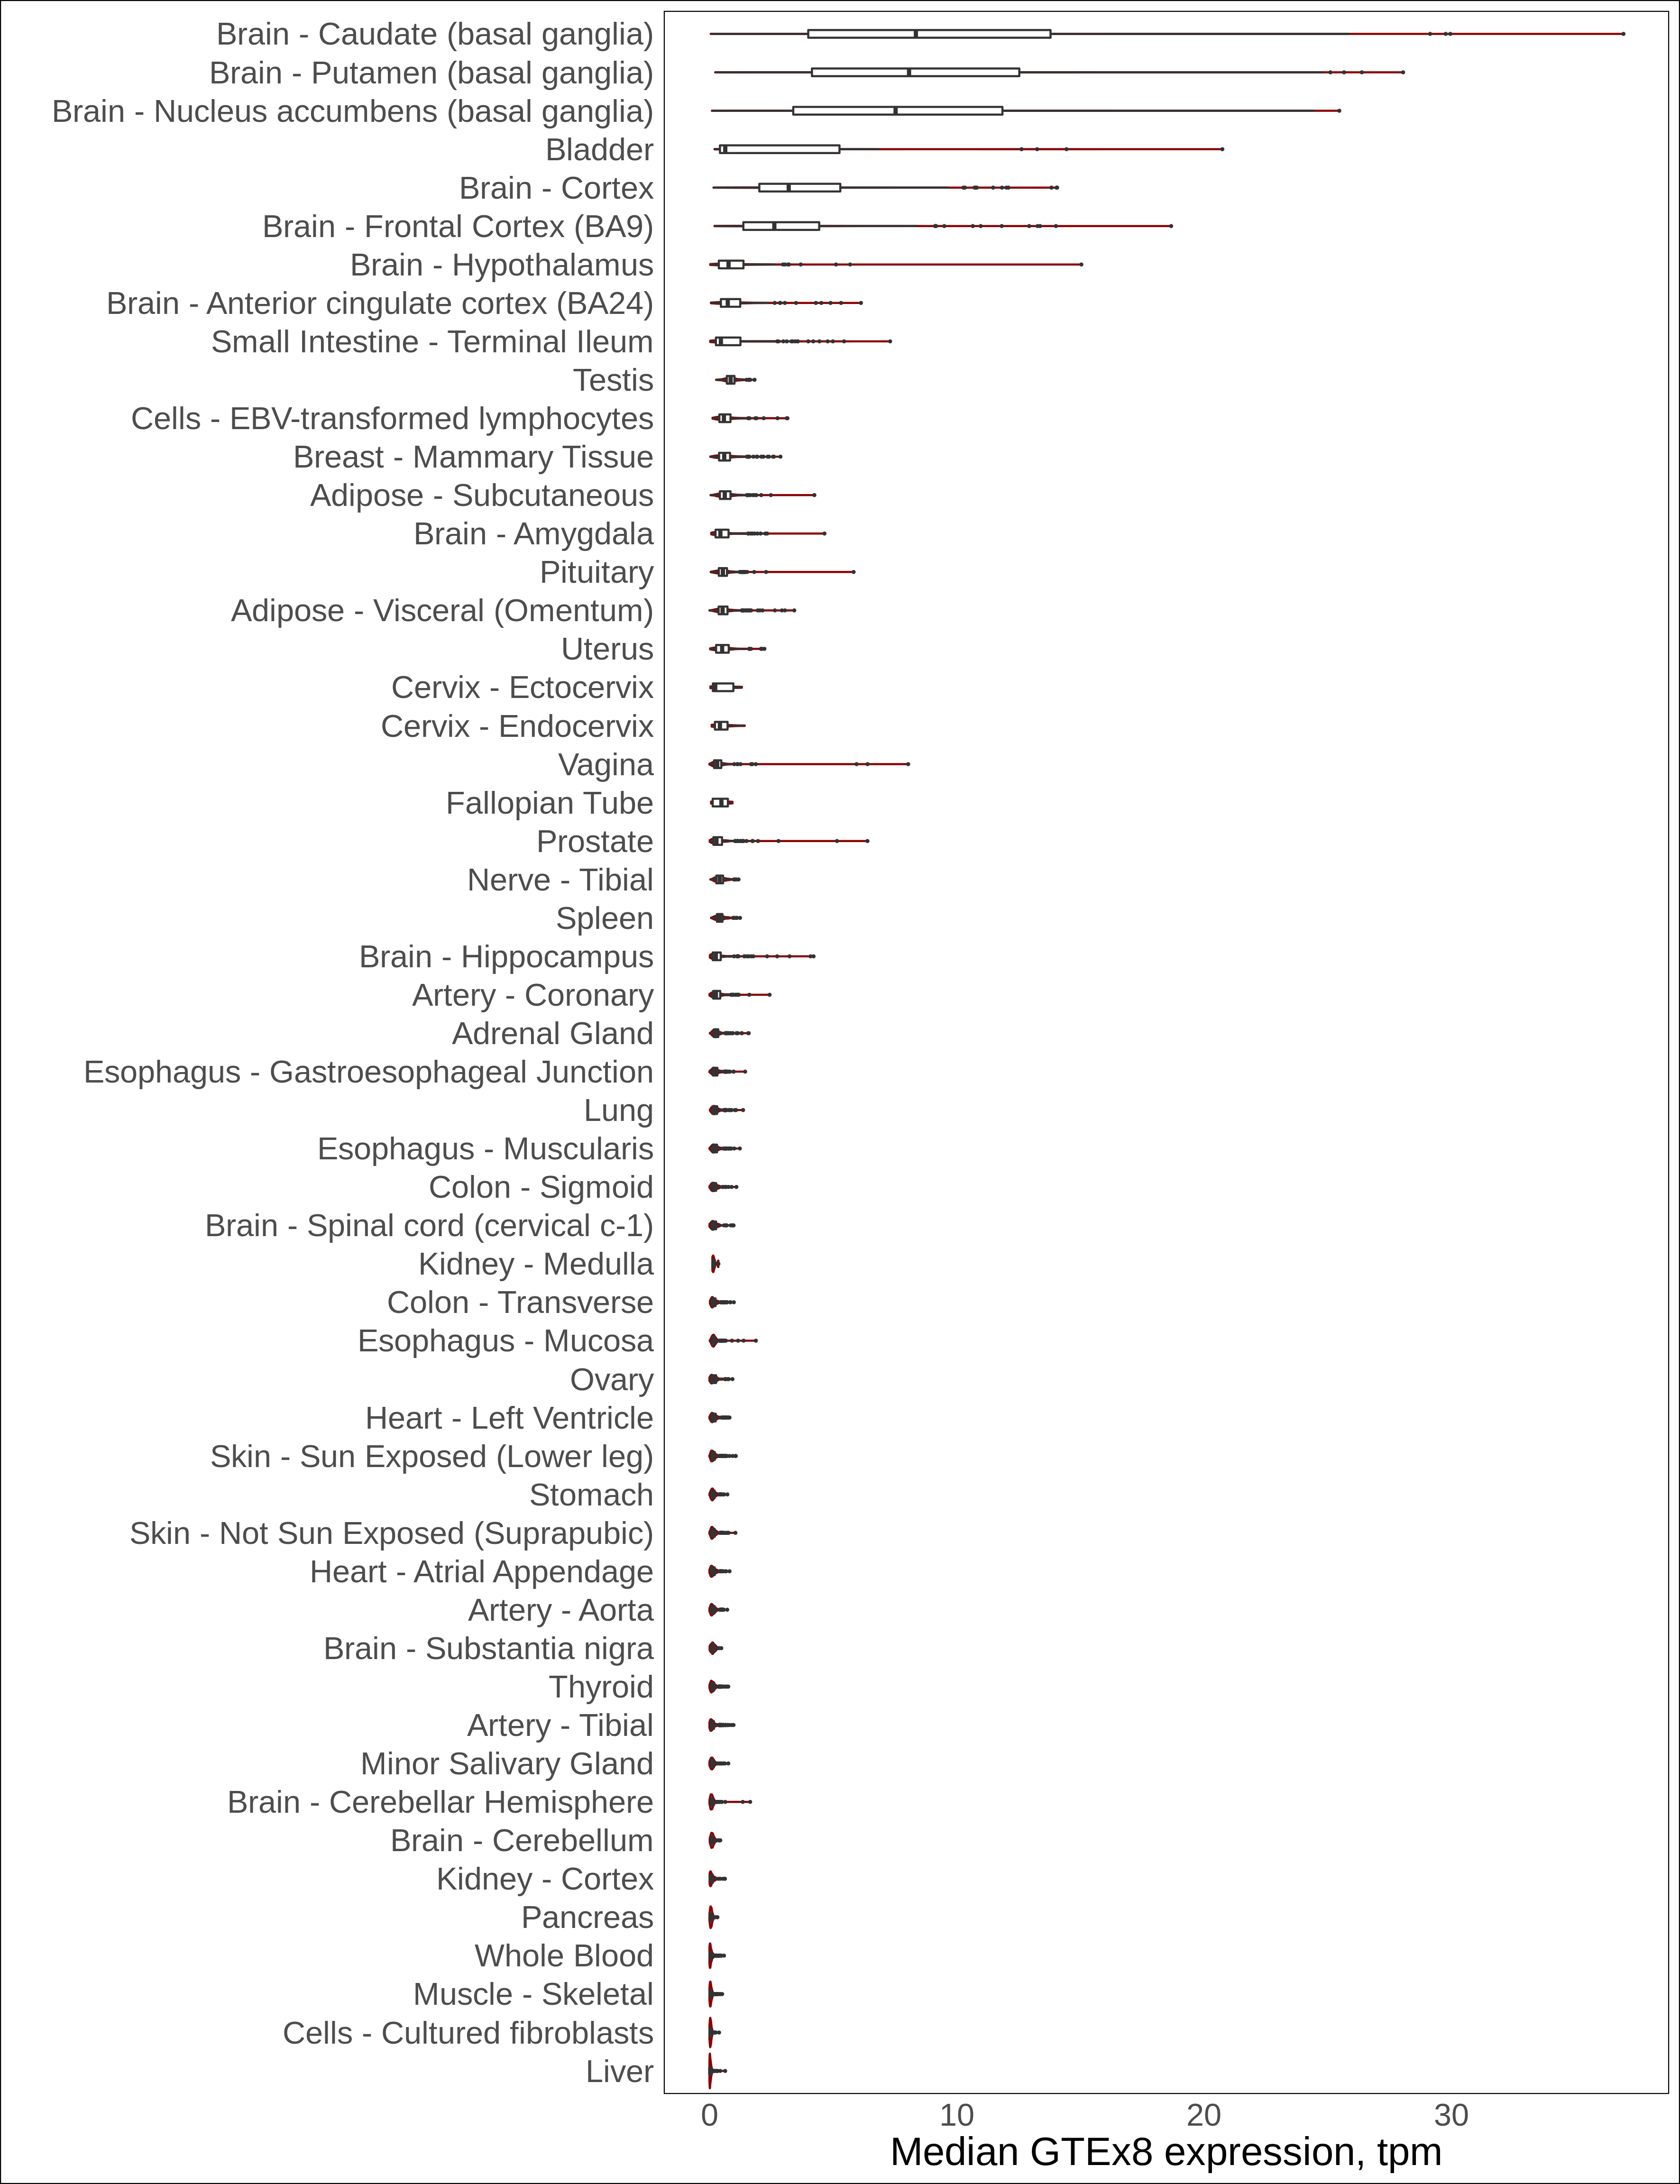 Brain - Caudate (basal ganglia)
Brain - Putamen (basal ganglia)
Brain - Nucleus accumbens (basal ganglia)
Bladder
Brain - Cortex
Brain - Frontal Cortex (BA9)
Brain - Hypothalamus
Brain - Anterior cingulate cortex (BA24)
Small Intestine - Terminal Ileum
Testis
Cells - EBV-transformed lymphocytes
Breast - Mammary Tissue
Adipose - Subcutaneous
Brain - Amygdala
Pituitary
Adipose - Visceral (Omentum)
Uterus
Cervix - Ectocervix
Cervix - Endocervix
Vagina
Fallopian Tube
Prostate
Nerve - Tibial
Spleen
Brain - Hippocampus
Artery - Coronary
Adrenal Gland
Esophagus - Gastroesophageal Junction
Lung
Esophagus - Muscularis
Colon - Sigmoid
Brain - Spinal cord (cervical c-1)
Kidney - Medulla
Colon - Transverse
Esophagus - Mucosa
Ovary
Heart - Left Ventricle
Skin - Sun Exposed (Lower leg)
Stomach
Skin - Not Sun Exposed (Suprapubic)
Heart - Atrial Appendage
Artery - Aorta
Brain - Substantia nigra
Thyroid
Artery - Tibial
Minor Salivary Gland
Brain - Cerebellar Hemisphere
Brain - Cerebellum
Kidney - Cortex
Pancreas
Whole Blood
Muscle - Skeletal
Cells - Cultured fibroblasts
Liver
0 10 20 30
Median GTEx8 expression, tpm